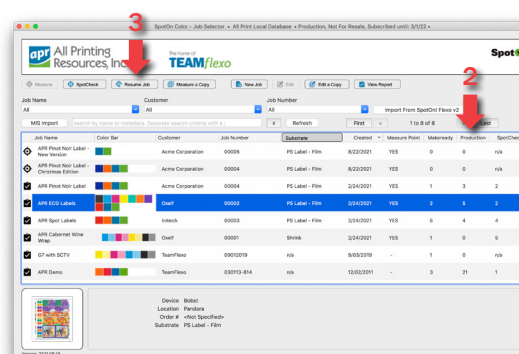 3
SpotOn Color - Job Selector • All Print Local Database • Production, Not For Resale, Subscribed until: 3/1/22 •
apr All Printing Resources, Inc
The home of
TEAMflexo
Spot
Measure SpotCheck Resume Job Measure a Copy New Job Edit Edit a Copy View Report
2
Job Name Customer Job Number
All All All Import From SpotOn! Flexo v2
MIS Import search by name or metadata. Separate search criteria with a | X Refresh First < 1 to 8 of 8 Last
Job Name Color Bar Customer Job Number Substrate Created Measure Point Makeready Production SpotChec
APR Pinot Noir Label - New Version Acme Corporation 00005 PS Label - Film 8/22/2021 YES 0 0 n/a
APR Pinot Noir Label - Christmas Edition Acme Corporation 00004 PS Label - Film 8/22/2021 YES 0 0 n/a
APR Pinot Noir Label Acme Corporation 00004 PS Label - Film 2/24/2021 YES 1 3 2
APR ECG Labels Oxelf 00002 PS Label - Film 2/24/2021 YES 2 5 2
APR Spot Labels Initech 00003 PS Label - Film 2/24/2021 YES 5 4 4
APR Cabernet Wine Wrap Oxelf 00001 Shrink 2/24/2021 YES 1 0 5
G7 with SCTV TeamFlexo 09012019 n/a 9/03/2019 - 1 0 n/a
APR Demo TeamFlexo 030113-814 n/a 12/02/2011 - 3 21 1
Device Bobst
Location Pandora
Order # <Not Specified>
Substrate PS Label - Film